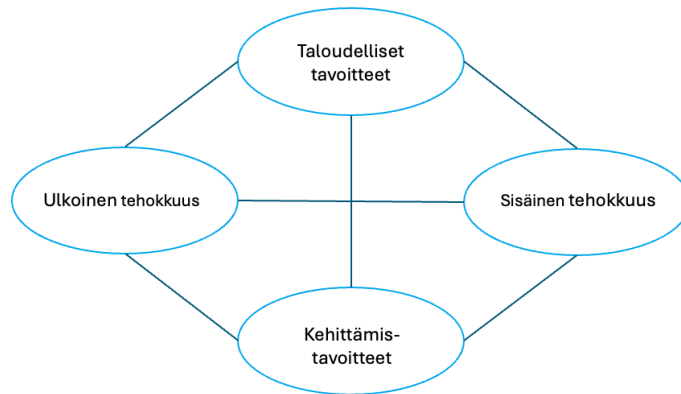 Taloudelliset
tavoitteet
Ulkoinen tehokkuus
Sisäinen tehokkuus
Kehittämis-
tavoitteet